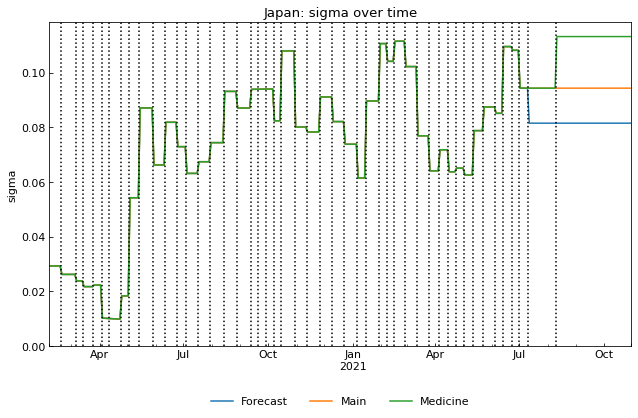 Japan: sigma over time
0.10
0.08
0.06
0.04
0.02
0.00
sigma
Apr Jul Oct Jan Apr Jul Oct
2021
Forecast Main Medicine